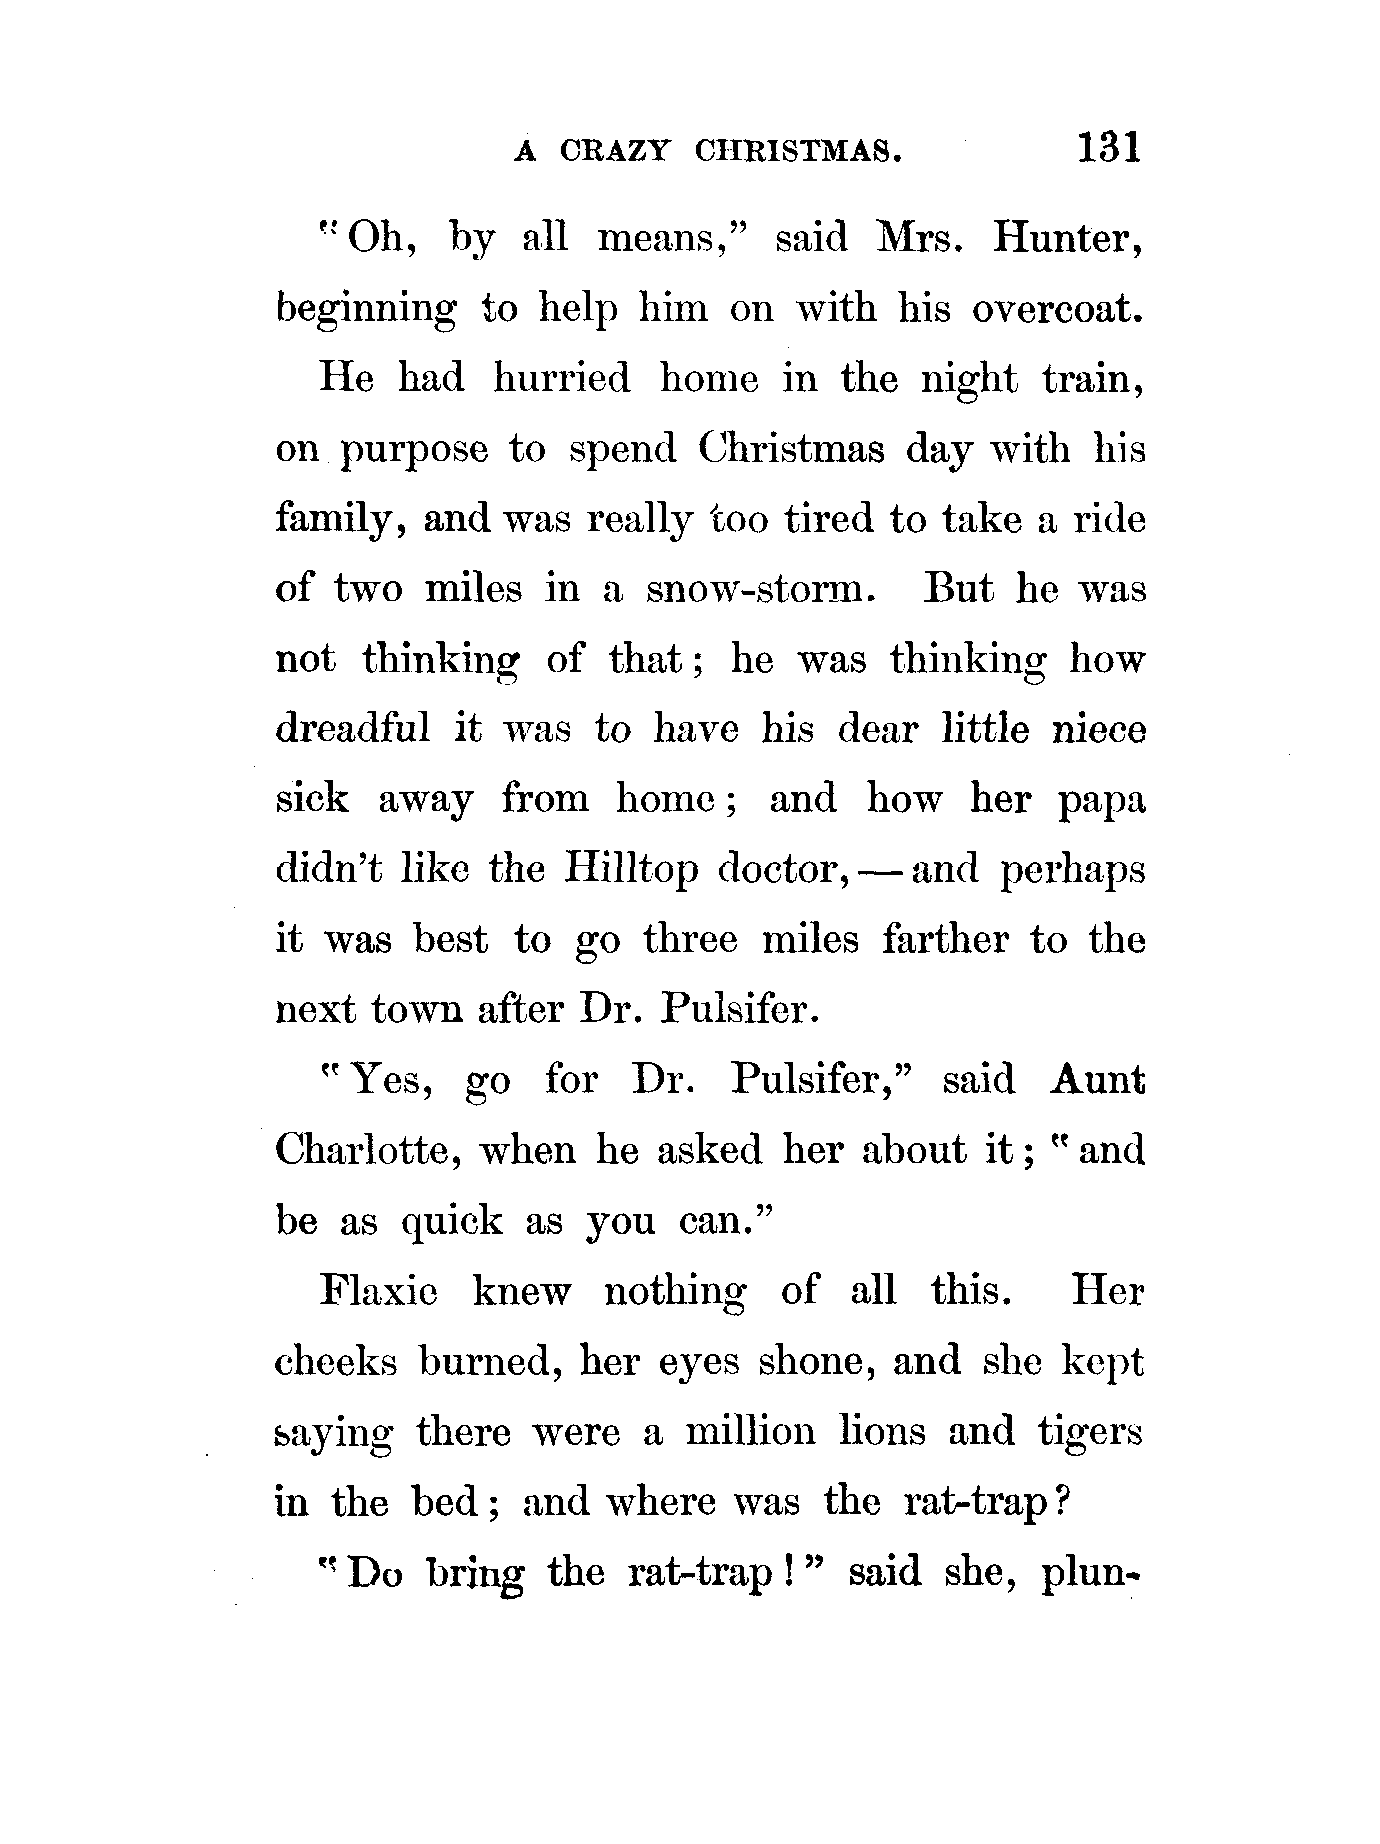 A CRAZY CHRISTMAS. 131
"Oh, by all means," said Mrs. Hunter,
beginning to help him on with his overcoat.
He had hurried home in the night train,
on purpose to spend Christmas day with his
family, and was really too tired to take a ride
of two miles in a snow-storm. But he was
not thinking of that; he was thinking how
dreadful it was to have his dear little niece
sick away from home; and how her papa
didn't like the Hilltop doctor,—and perhaps
it was best to go three miles farther to the
next town after Dr. Pulsifer.
"Yes, go for Dr. Pulsifer," said Aunt
Charlotte, when he asked her about it; "and
be as quick as you can."
Flaxie knew nothing of all this. Her
cheeks burned, her eyes shone, and she kept
saying there were a million lions and tigers
in the bed; and where was the rat-trap?
"Do bring the rat-trap!" said she, plun-